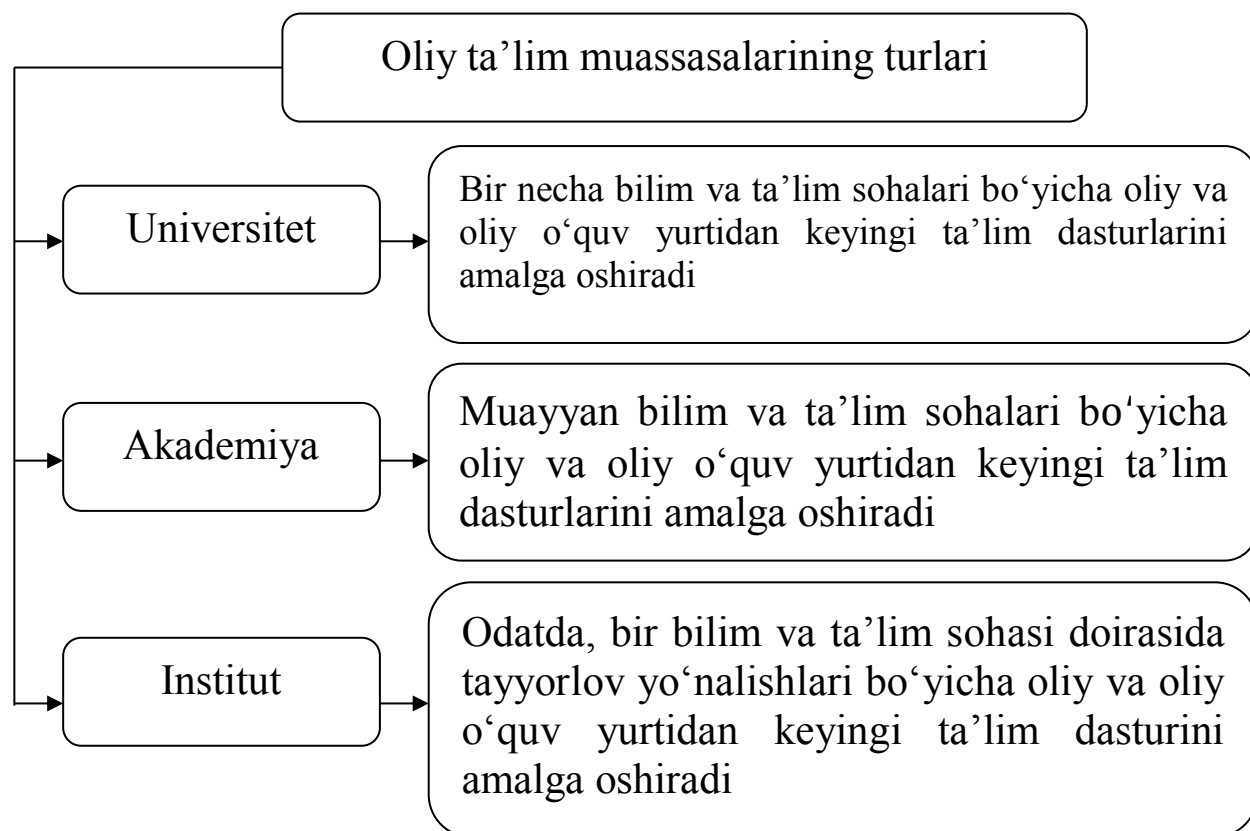 Oliy ta’lim muassasalarining turlari
Universitet
Bir necha bilim va ta’lim sohalari bo‘yicha oliy va
oliy o‘quv yurtidan keyingi ta’lim dasturlarini
amalga oshiradi
Akademiya
Muayyan bilim va ta’lim sohalari bo‘yicha
oliy va oliy o‘quv yurtidan keyingi ta’lim
dasturlarini amalga oshiradi
Institut
Odatda, bir bilim va ta’lim sohasi doirasida
tayyorlov yo‘nalishlari bo‘yicha oliy va oliy
o‘quv yurtidan keyingi ta’lim dasturini
amalga oshiradi